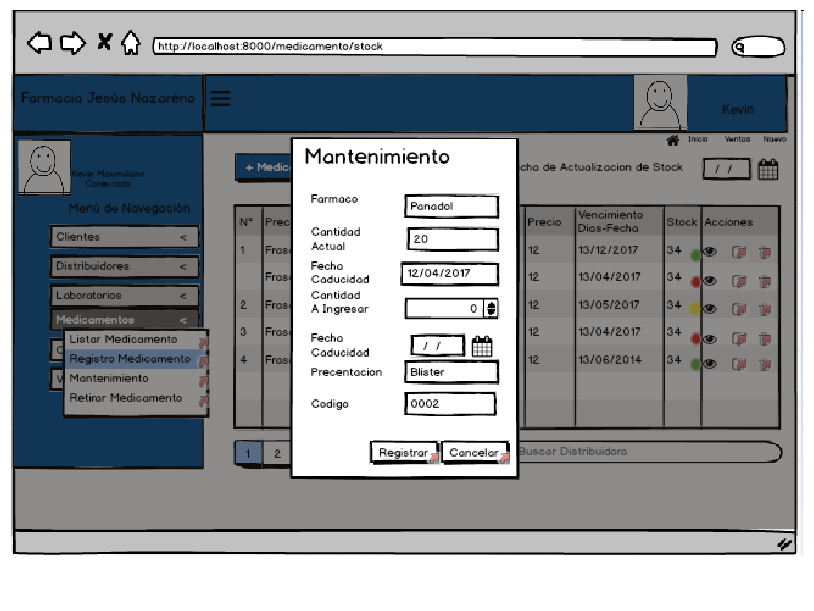 http://localhost:8000/medicamento/stock
Farmacia Jesús Nazareno
Kevin
Inicio Ventas Nuevo
Kevin Maximiliano
Conectado
Menú de Navegación
Clientes <
Distribuidores <
Laboratorios <
Medicamentos <
Listar Medicamento
Registro Medicamento
Mantenimiento
Retirar Medicamento
+ Medic
cha de Actualizacion de Stock / /
N° Prec Precio Vencimiento Dias-Fecha Stock Acciones
1 Frasc 12 13/12/2017 34
Frasc 12 13/04/2017 34
2 Frasc 12 13/05/2017 34
3 Frasc 12 13/04/2017 34
4 Frasc 12 13/06/2014 34
1 2
Buscar Distribuidora
Mantenimiento
Farmaco Panadol
Cantidad
Actual 20
Fecha
Caducidad 12/04/2017
Cantidad
A Ingresar 0
Fecha
Caducidad / /
Precentacion Blister
Codigo 0002
Registrar Cancelar